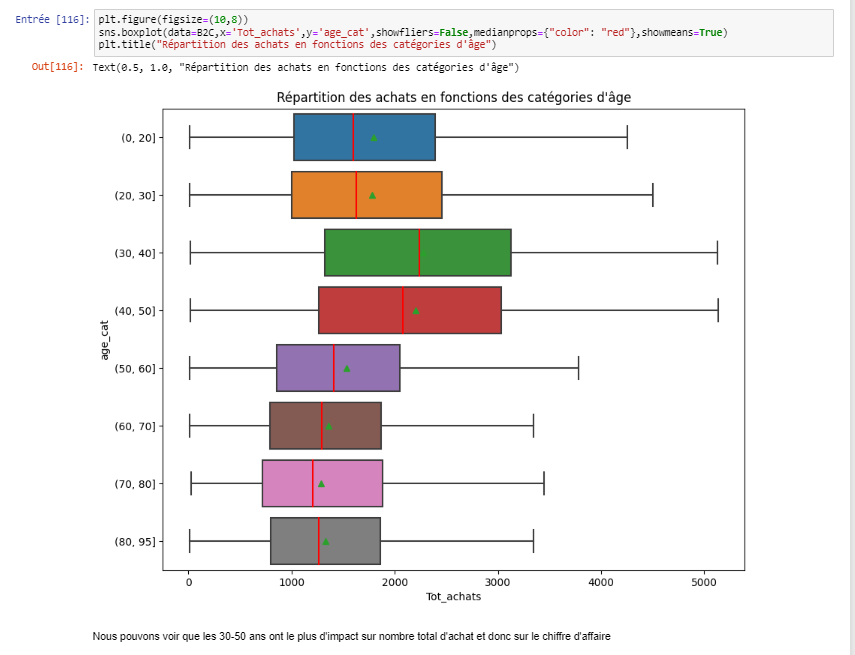 Entrée [116]: plt.figure(figsize=(10,8))
sns.boxplot(data=B2C,x='Tot_achats',y='age_cat',showfliers=False,medianprops={"color": "red"},showmeans=True)
plt.title("Répartition des achats en fonctions des catégories d'âge")
Out[116]: Text(0.5, 1.0, "Répartition des achats en fonctions des catégories d'âge")
Répartition des achats en fonctions des catégories d'âge
(0, 20]
(20, 30]
(30, 40]
(40, 50]
(50, 60]
(60, 70]
(70, 80]
(80, 95]
age_cat
0 1000 2000 3000 4000 5000
Tot_achats
Nous pouvons voir que les 30-50 ans ont le plus d'impact sur nombre total d'achat et donc sur le chiffre d'affaire